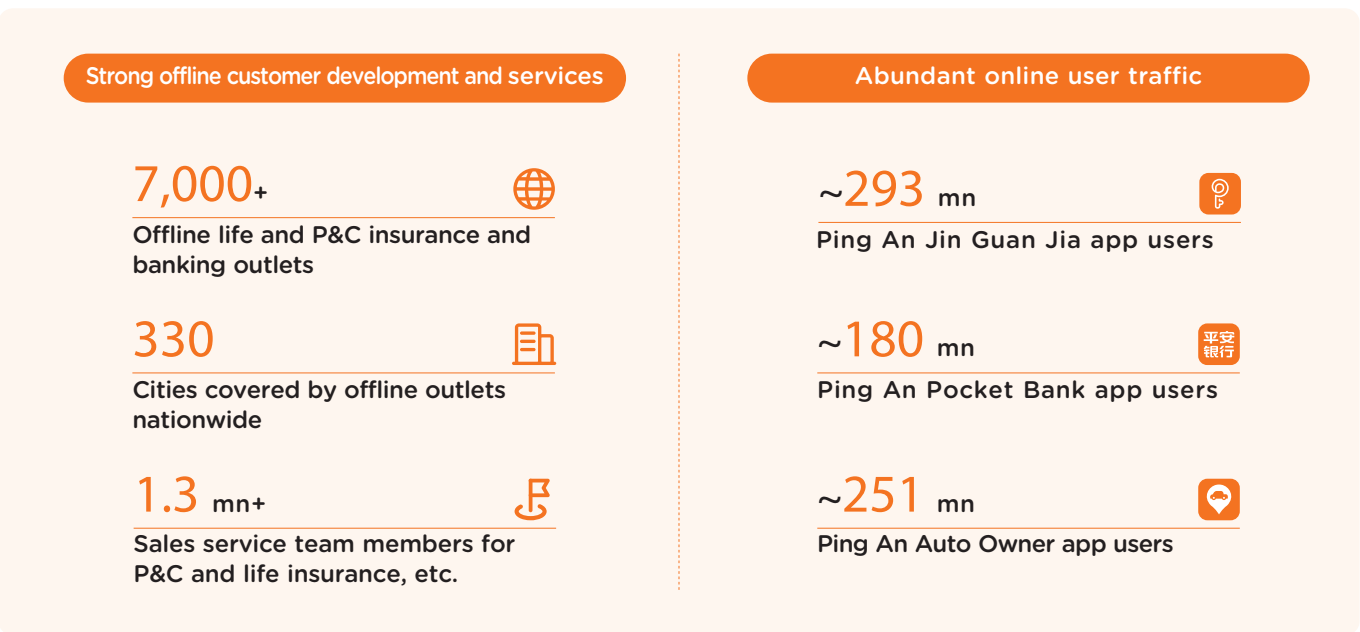 Strong offline customer development and services
7,000+
Offline life and P&C insurance and
banking outlets
330
Cities covered by offline outlets
nationwide
1.3 mn+
Sales service team members for
P&C and life insurance, etc.
Abundant online user traffic
~293 mn
Ping An Jin Guan Jia app users
~180 mn
平安
银行
Ping An Pocket Bank app users
~251 mn
Ping An Auto Owner app users